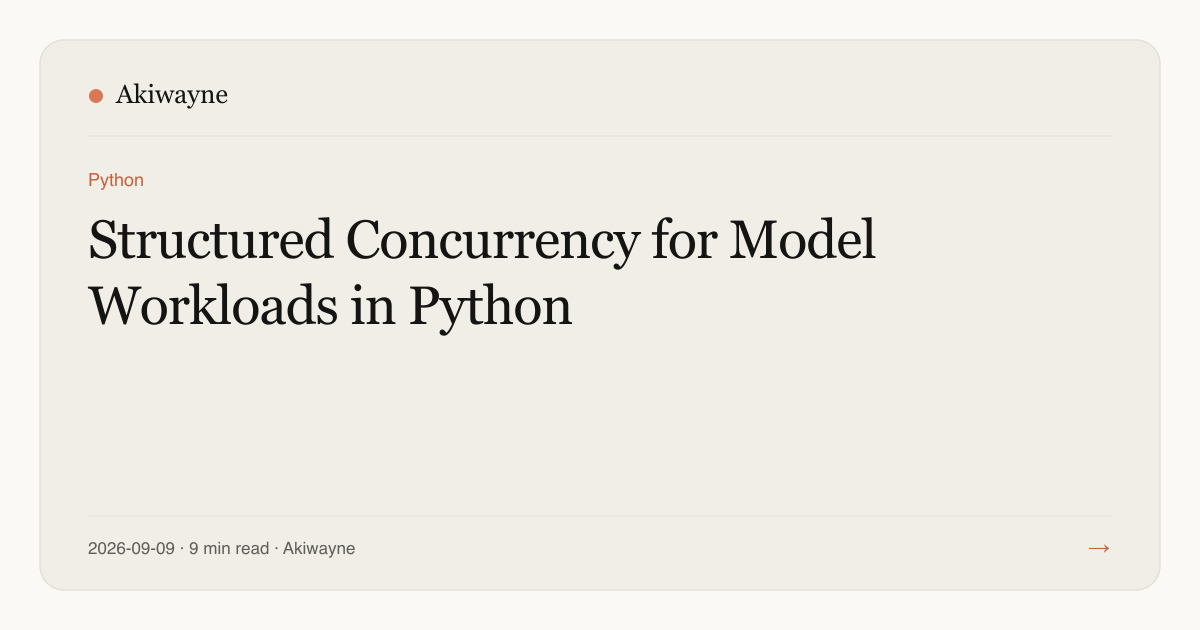 Akiwayne
Python
Structured Concurrency for Model
Workloads in Python
2026-09-09 · 9 min read · Akiwayne
→